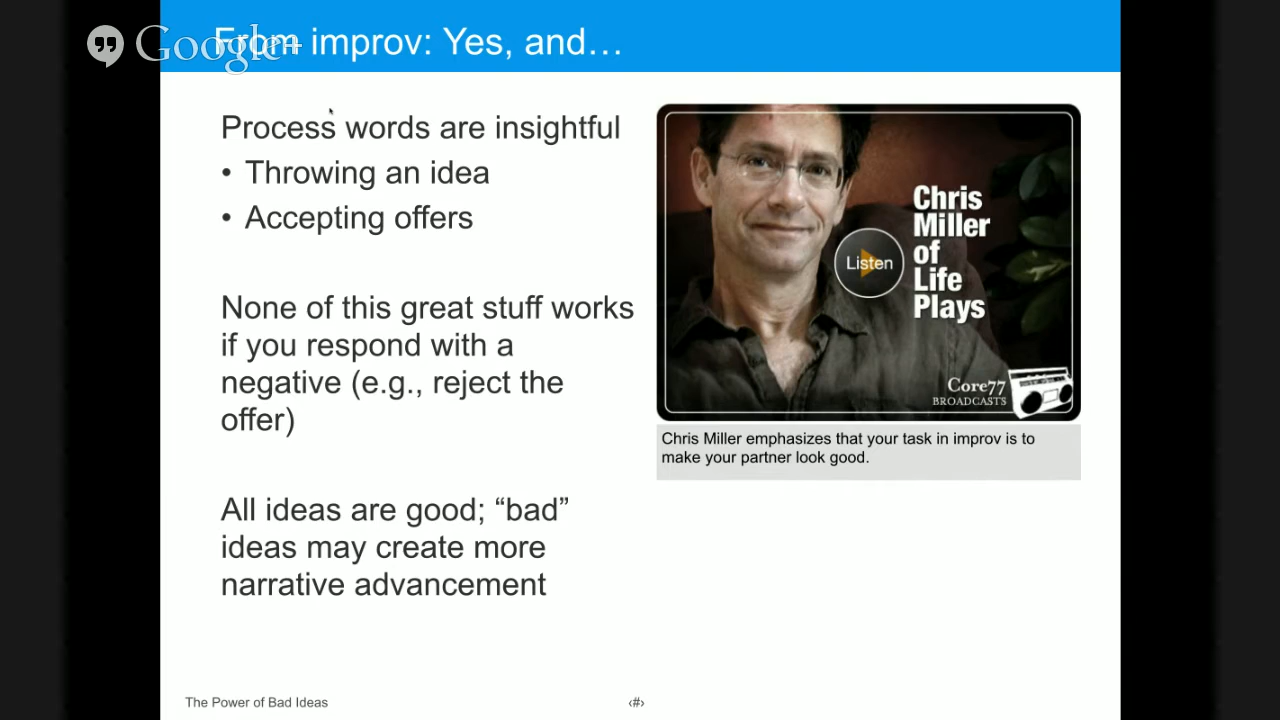 Google+
From improv: Yes, and…
Process words are insightful
• Throwing an idea
• Accepting offers
None of this great stuff works
if you respond with a
negative (e.g., reject the
offer)
All ideas are good; “bad”
ideas may create more
narrative advancement
Chris
Miller
of
Life
Plays
Listen
Core77
BROADCASTS
Chris Miller emphasizes that your task in improv is to
make your partner look good.
The Power of Bad Ideas
‹#›